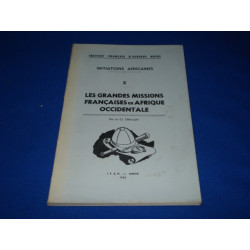 INSTITUT FRANÇAIS D'AFRIQUE NOIRE
INITIATIONS AFRICAINES
LES GRANDES MISSIONS
FRANÇAISES EN AFRIQUE
OCCIDENTALE
I.F.A.N. — DAKAR